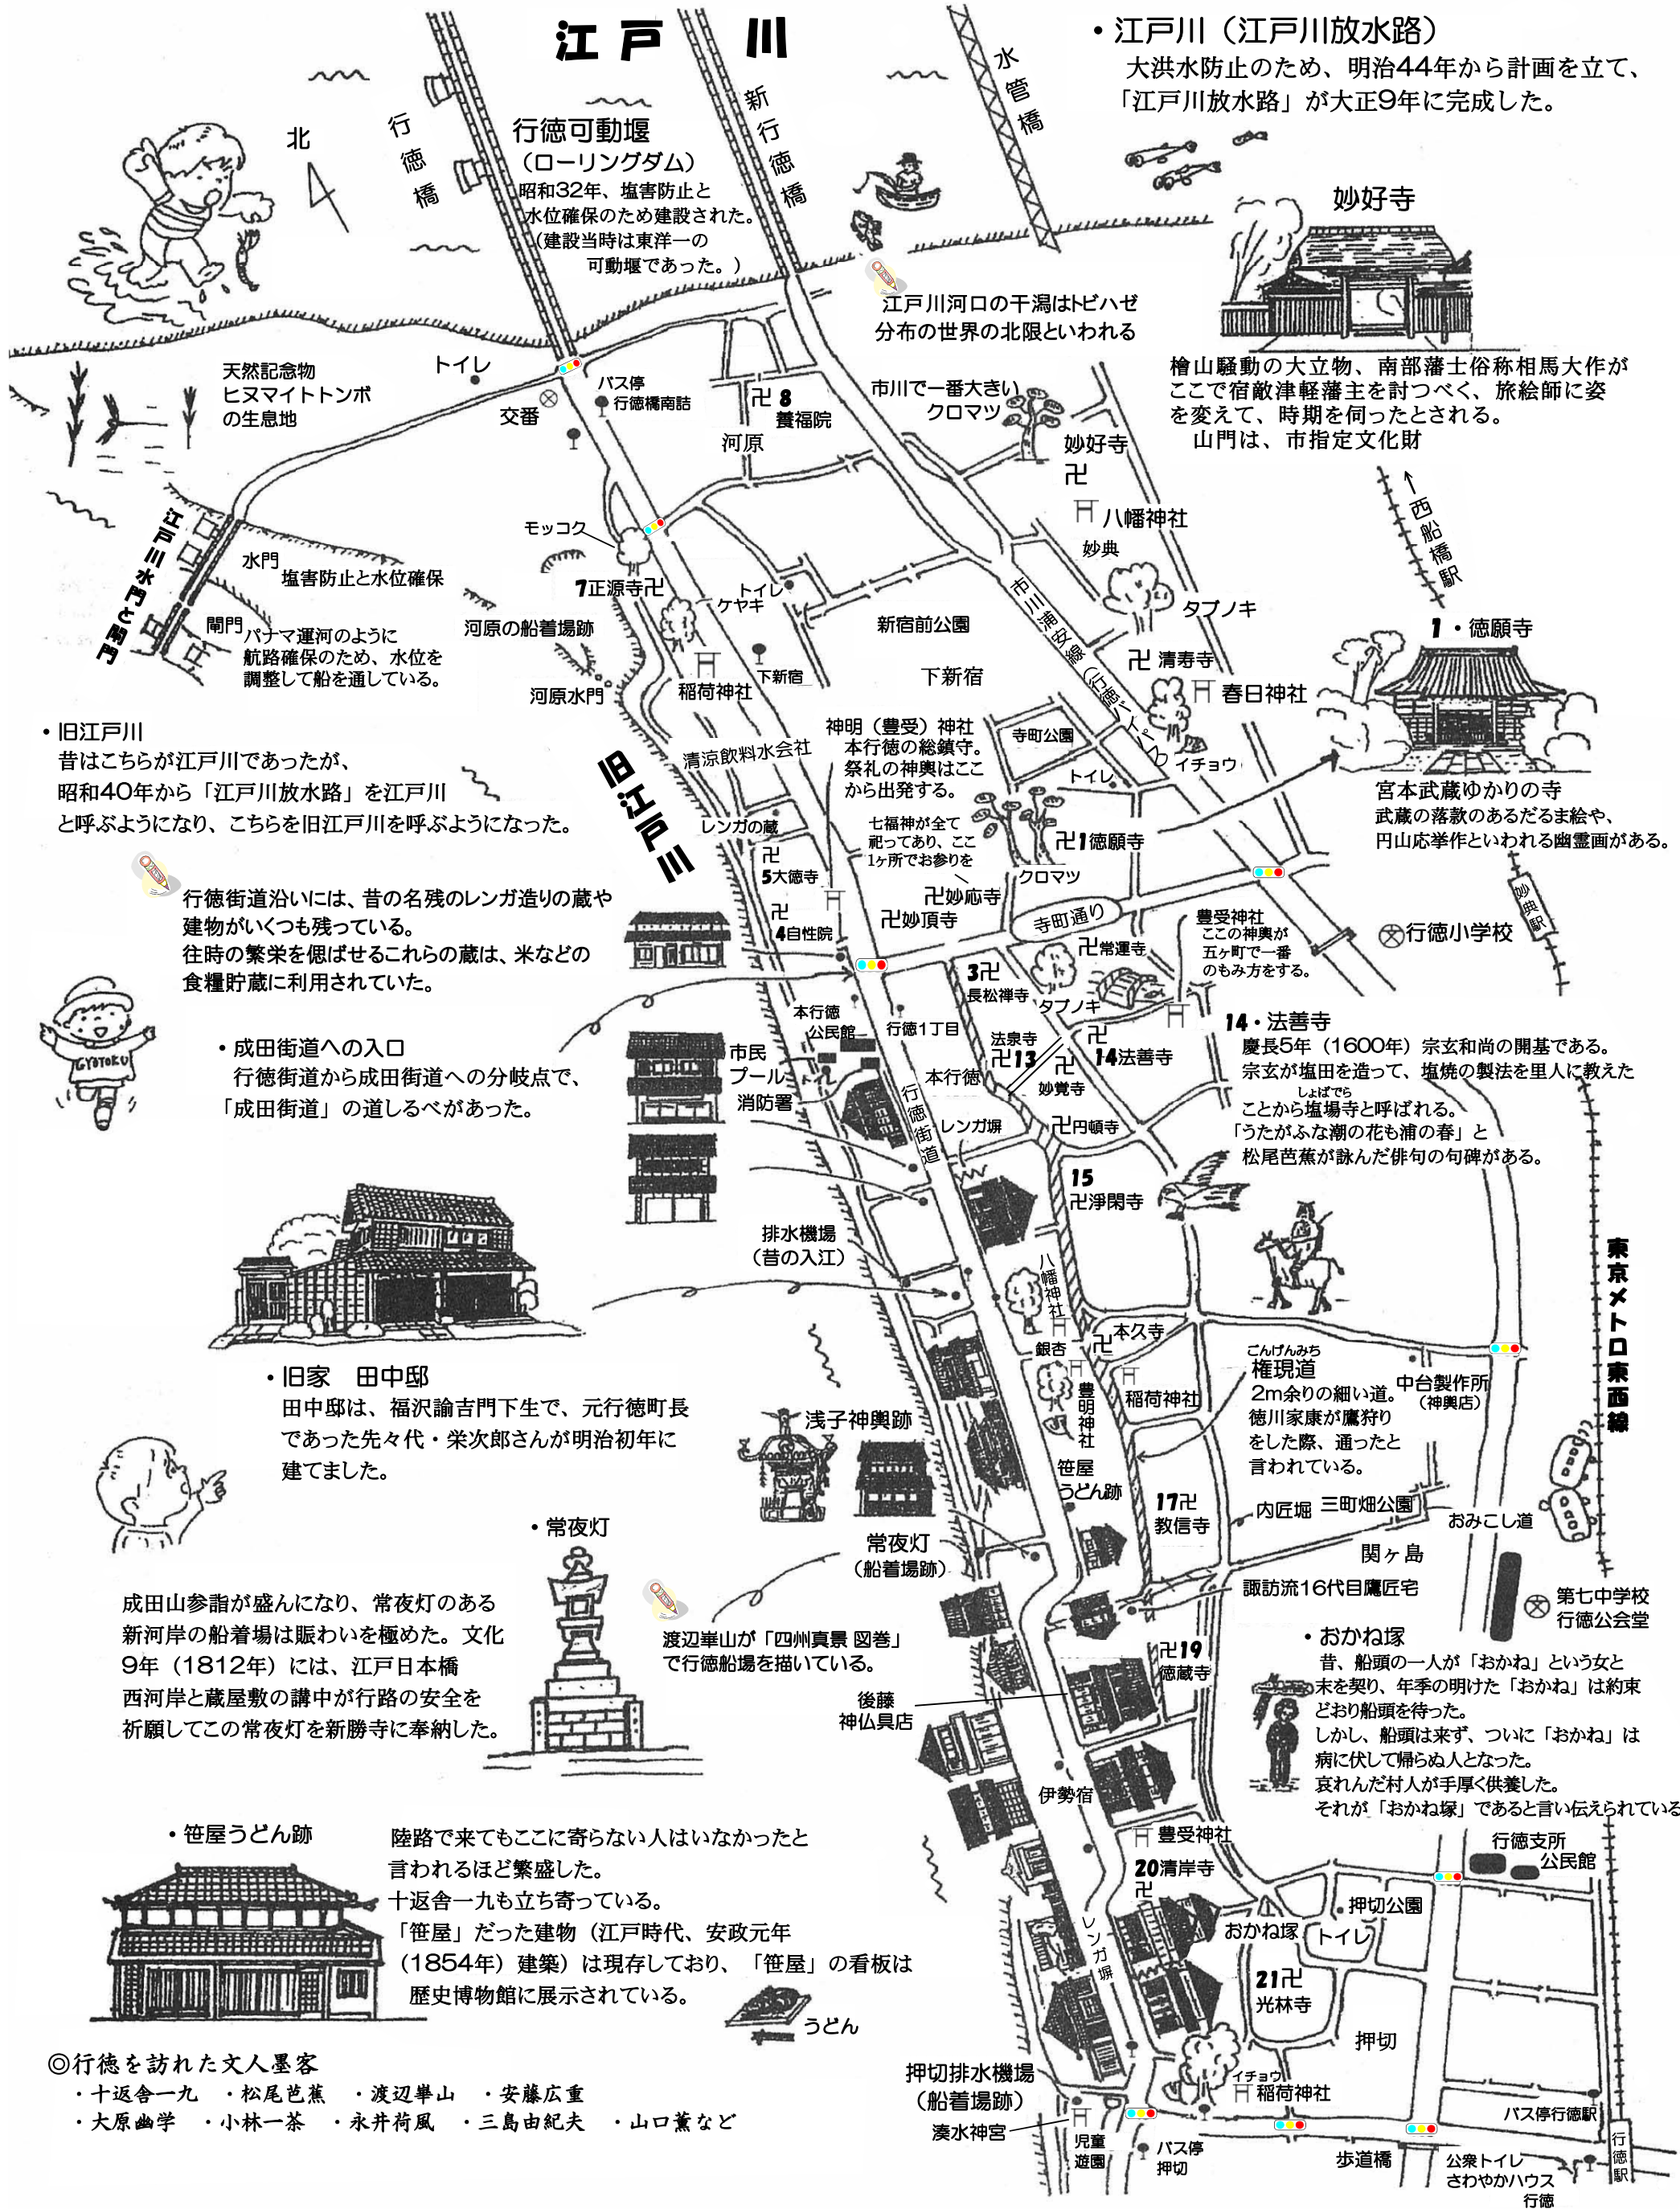 江戸川
・江戸川（江戸川放水路）
大洪水防止のため、明治44年から計画を立て、
「江戸川放水路」が大正9年に完成した。
北
行徳橋
新行徳橋
水管橋
行徳可動堰
（ローリングダム）
昭和32年、塩害防止と
水位確保のため建設された。
（建設当時は東洋一の
可動堰であった。）
江戸川河口の干潟はトビハゼ
分布の世界の北限といわれる
妙好寺
檜山騒動の大立物、南部藩士俗称相馬大作が
ここで宿敵津軽藩主を討つべく、旅絵師に姿
を変えて、時期を伺ったとされる。
山門は、市指定文化財
天然記念物
ヒヌマイトトンボ
の生息地
トイレ
交番
バス停
行徳橋南詰
卍8
養福院
河原
市川で一番大きい
クロマツ
妙好寺
卍
八幡神社
妙典
←西船橋駅
江戸川水門と閘門
水門
塩害防止と水位確保
閘門
パナマ運河のように
航路確保のため、水位を
調整して船を通している。
モッコク
7正源寺卍
ケヤキ
トイレ
河原の船着場跡
河原水門
稲荷神社
下新宿
新宿前公園
下新宿
市川浦安線（行徳バイパス）
タブノキ
卍清寿寺
春日神社
イチョウ
1・徳願寺
宮本武蔵ゆかりの寺
武蔵の落款のあるだるま絵や、
円山応挙作といわれる幽霊画がある。
・旧江戸川
昔はこちらが江戸川であったが、
昭和40年から「江戸川放水路」を江戸川
と呼ぶようになり、こちらを旧江戸川を呼ぶようになった。
旧江戸川
清涼飲料水会社
神明（豊受）神社
本行徳の総鎮守。
祭礼の神輿はここ
から出発する。
寺町公園
トイレ
レンガの蔵
卍
5大徳寺
七福神が全て
祀ってあり、ここ
1ヶ所でお参りを
卍1徳願寺
クロマツ
卍妙応寺
卍妙頂寺
卍
4自性院
寺町通り
卍常運寺
豊受神社
ここの神輿が
五ヶ町で一番
のもみ方をする。
行徳小学校
妙典駅
行徳街道沿いには、昔の名残のレンガ造りの蔵や
建物がいくつも残っている。
往時の繁栄を偲ばせるこれらの蔵は、米などの
食糧貯蔵に利用されていた。
GYOTOKU
・成田街道への入口
行徳街道から成田街道への分岐点で、
「成田街道」の道しるべがあった。
3卍
長松禅寺
タブノキ
本行徳
公民館
行徳1丁目
市民
プール
トイレ
消防署
法泉寺
卍13
卍
14法善寺
卍
妙覚寺
本行徳
行徳街道
レンガ塀
卍円頓寺
14・法善寺
慶長5年（1600年）宗玄和尚の開基である。
宗玄が塩田を造って、塩焼の製法を里人に教えた
しょばでら
ことから塩場寺と呼ばれる。
「うたがふな潮の花も浦の春」と
松尾芭蕉が詠んだ俳句の句碑がある。
15
卍浄閑寺
排水機場
（昔の入江）
八幡神社
東京メトロ東西線
・旧家　田中邸
田中邸は、福沢諭吉門下生で、元行徳町長
であった先々代・栄次郎さんが明治初年に
建てました。
卍
本久寺
銀杏
豊明神社
稲荷神社
ごんげんみち
権現道
2m余りの細い道。
徳川家康が鷹狩り
をした際、通ったと
言われている。
中台製作所
（神輿店）
浅子神輿跡
笹屋
うどん跡
17卍
教信寺
内匠堀
三町畑公園
おみこし道
関ヶ島
常夜灯
（船着場跡）
諏訪流16代目鷹匠宅
第七中学校
行徳公会堂
・常夜灯
成田山参詣が盛んになり、常夜灯のある
新河岸の船着場は賑わいを極めた。文化
9年（1812年）には、江戸日本橋
西河岸と蔵屋敷の講中が行路の安全を
祈願してこの常夜灯を新勝寺に奉納した。
渡辺崋山が「四州真景 図巻」
で行徳船場を描いている。
卍19
徳蔵寺
後藤
神仏具店
・おかね塚
昔、船頭の一人が「おかね」という女と
末を契り、年季の明けた「おかね」は約束
どおり船頭を待った。
しかし、船頭は来ず、ついに「おかね」は
病に伏して帰らぬ人となった。
哀れんだ村人が手厚く供養した。
それが「おかね塚」であると言い伝えられている
伊勢宿
豊受神社
20清岸寺
卍
行徳支所
公民館
・笹屋うどん跡
陸路で来てもここに寄らない人はいなかったと
言われるほど繁盛した。
十返舎一九も立ち寄っている。
「笹屋」だった建物（江戸時代、安政元年
（1854年）建築）は現存しており、「笹屋」の看板は
歴史博物館に展示されている。
うどん
レンガ塀
おかね塚
押切公園
トイレ
21卍
光林寺
押切
◎行徳を訪れた文人墨客
・十返舎一九　・松尾芭蕉　・渡辺崋山　・安藤広重
・大原幽学　・小林一茶　・永井荷風　・三島由紀夫　・山口薫など
押切排水機場
（船着場跡）
湊水神宮
児童
遊園
イチョウ
稲荷神社
バス停
押切
歩道橋
バス停行徳駅
公衆トイレ
さわやかハウス
行徳
行徳駅